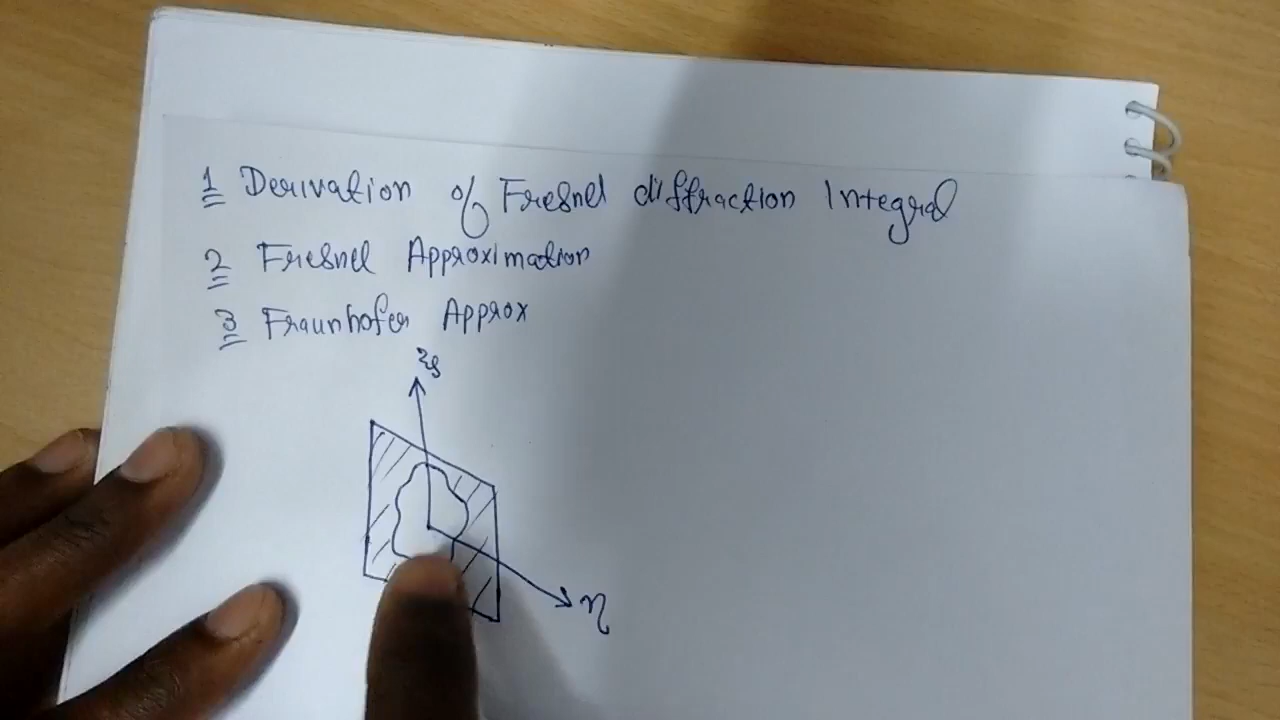 1 Derivation of Fresnel diffraction Integral
2 Fresnel Approximation
3 Fraunhofer Approx
η